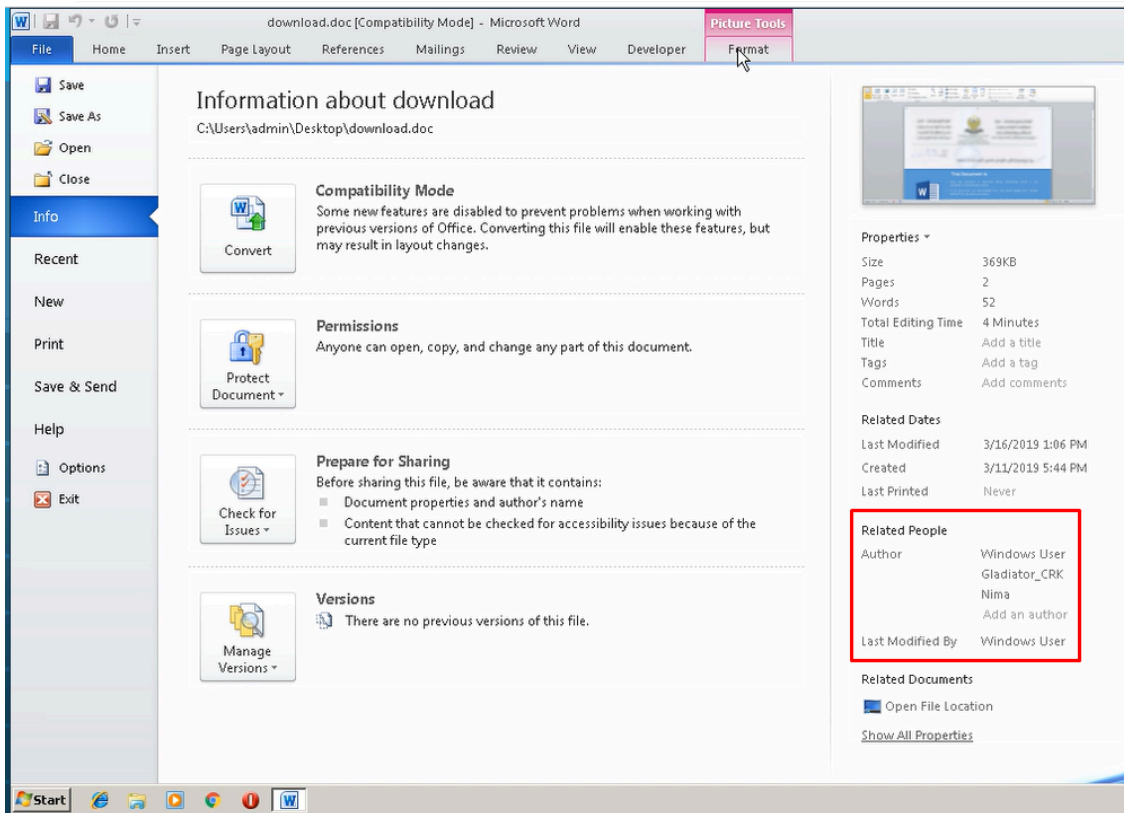 download.doc [Compatibility Mode] - Microsoft Word
Picture Tools
File Home Insert Page Layout References Mailings Review View Developer Format
Save
Save As
Open
Close
Info
Recent
New
Print
Save & Send
Help
Options
Exit
Information about download
C:\Users\admin\Desktop\download.doc
Convert
Compatibility Mode
Some new features are disabled to prevent problems when working with
previous versions of Office. Converting this file will enable these features, but
may result in layout changes.
Protect
Document
Permissions
Anyone can open, copy, and change any part of this document.
Check for
Issues
Prepare for Sharing
Before sharing this file, be aware that it contains:
Document properties and author's name
Content that cannot be checked for accessibility issues because of the
current file type
Manage
Versions
Versions
There are no previous versions of this file.
Properties
Size 369KB
Pages 2
Words 52
Total Editing Time 4 Minutes
Title Add a title
Tags Add a tag
Comments Add comments
Related Dates
Last Modified 3/16/2019 1:06 PM
Created 3/11/2019 5:44 PM
Last Printed Never
Related People
Author Windows User
Gladiator_CRK
Nima
Add an author
Last Modified By Windows User
Related Documents
Open File Location
Show All Properties
Start